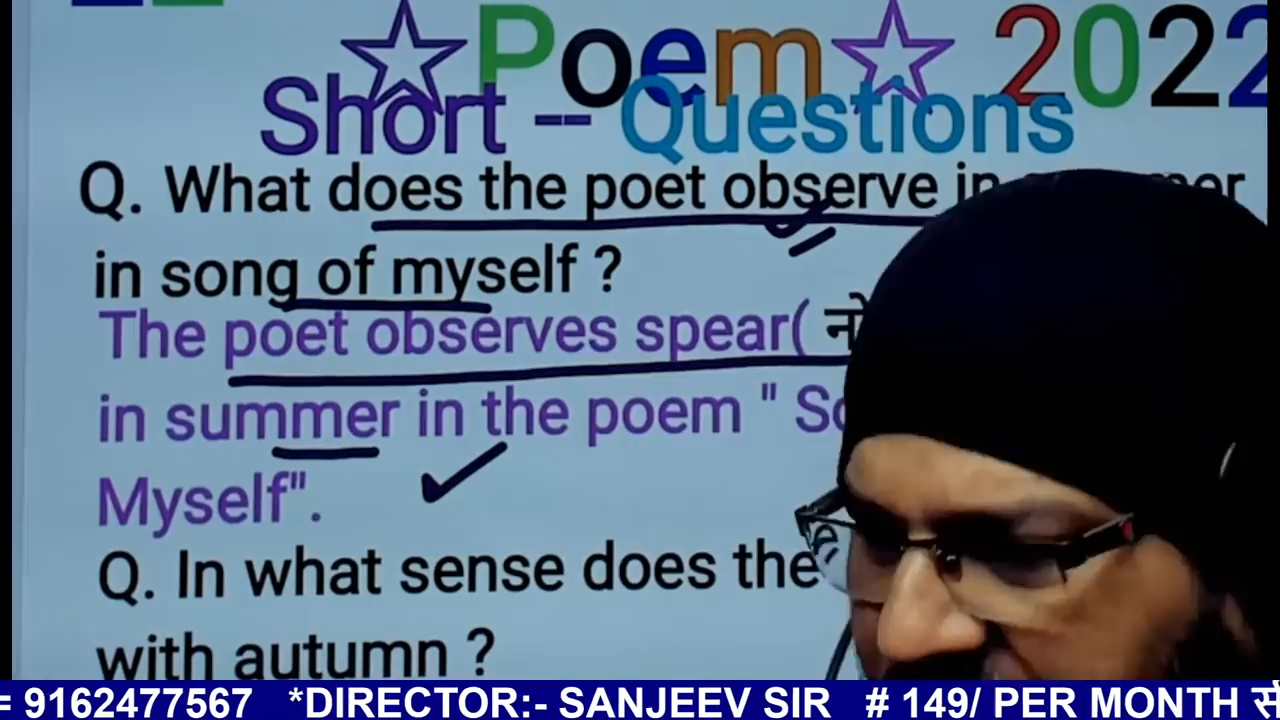 ☆Poem☆ 2022
Short -- Questions
Q. What does the poet observe in
in song of myself ?
The poet observes spear(
in summer in the poem "
Myself".
Q. In what sense does the
with autumn ?
= 9162477567 *DIRECTOR:- SANJEEV SIR # 149/ PER MONTH से